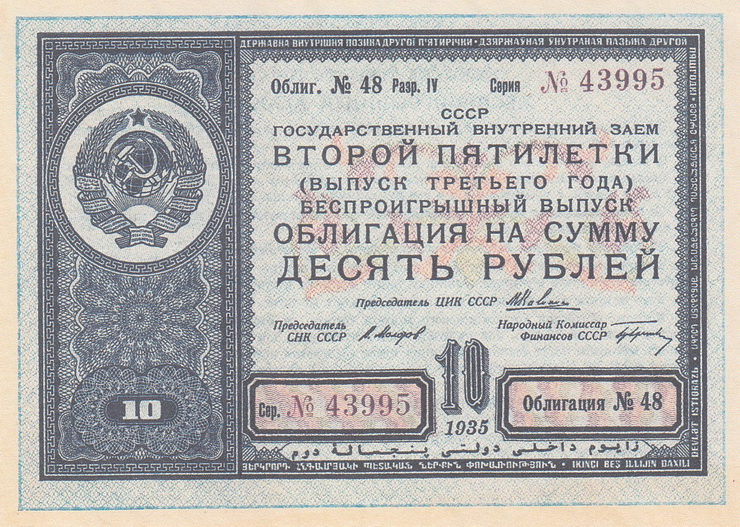 ДЕРЖАВНА ВНУТРІШНЯ ПОЗИКА ДРУГОЇ П'ЯТИРІЧКИ • ДЗЯРЖАЎНАЯ УНУТРАНАЯ ПАЗЫКА ДРУГОЙ
Облиг. № 48 Разр. IV Серия № 43995
СССР
ГОСУДАРСТВЕННЫЙ ВНУТРЕННИЙ ЗАЕМ
ВТОРОЙ ПЯТИЛЕТКИ
(ВЫПУСК ТРЕТЬЕГО ГОДА)
БЕСПРОИГРЫШНЫЙ ВЫПУСК
ОБЛИГАЦИЯ НА СУММУ
ДЕСЯТЬ РУБЛЕЙ
Председатель ЦИК СССР
Председатель
СНК СССР
Народный Комиссар
Финансов СССР
10
Сер. № 43995
10
1935
Облигация № 48
IKINCI BEŞ ILLIJIN DAXILI
DEVLƏT ISTIQRAZЬ